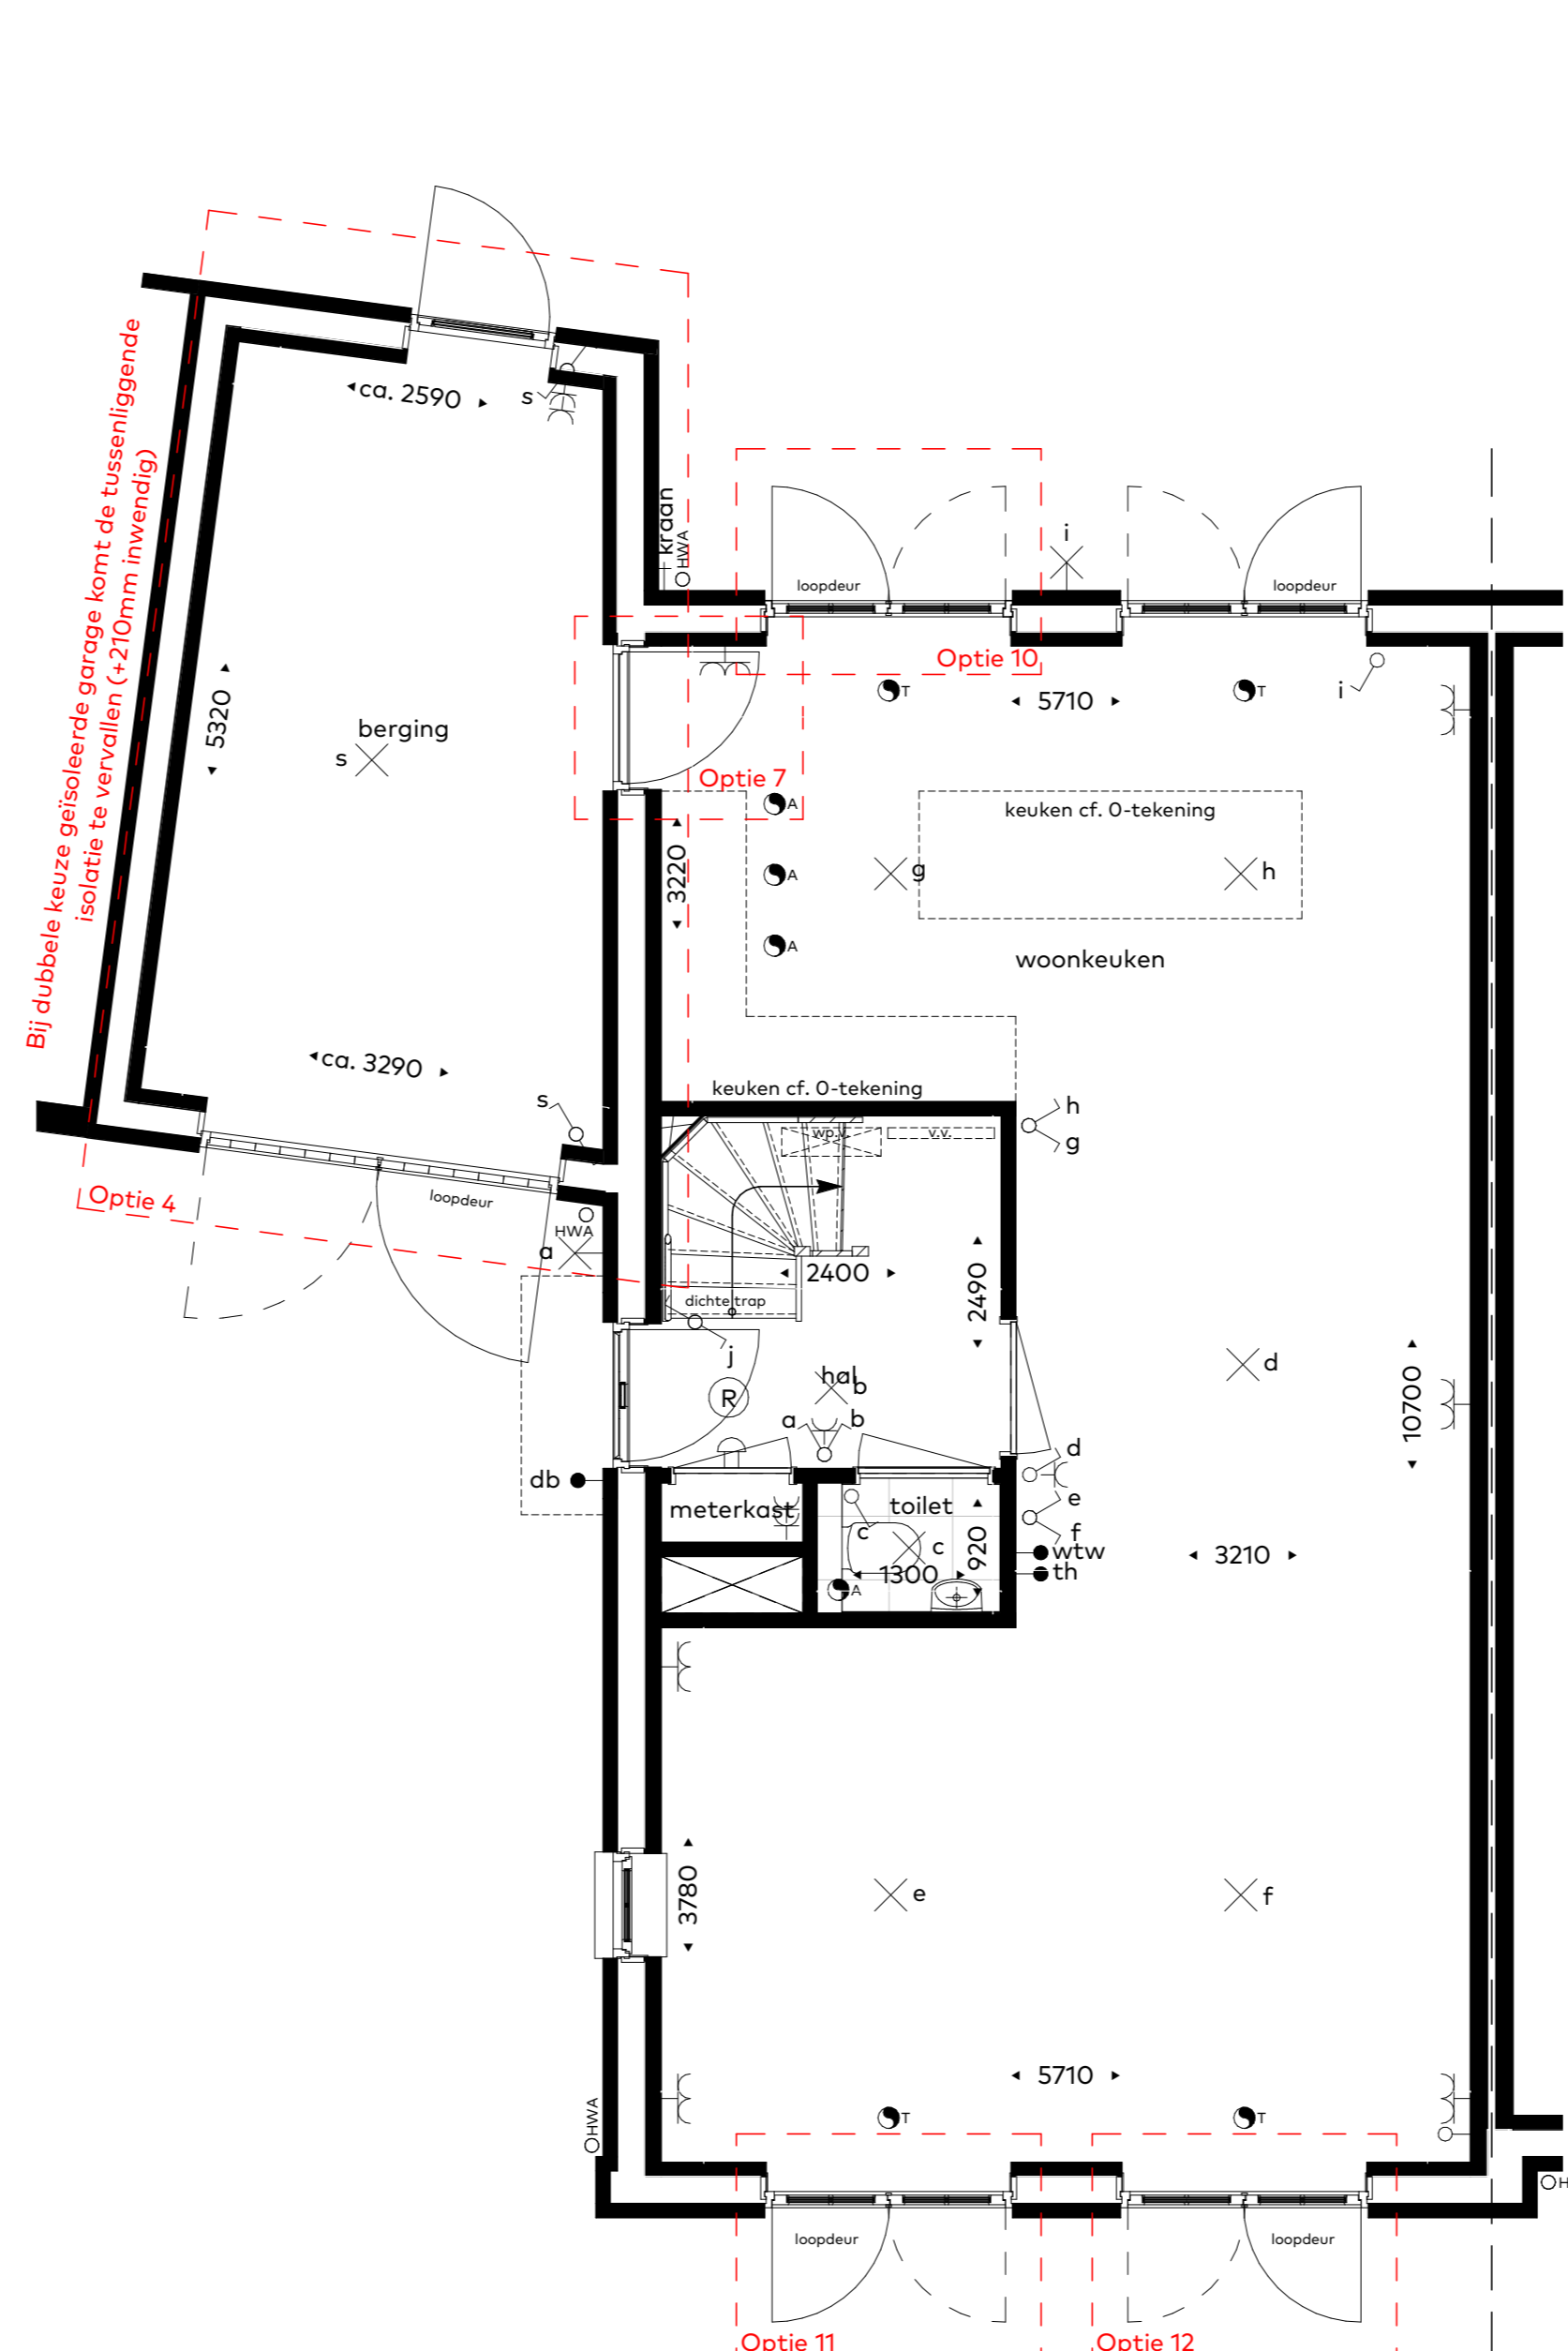 Bij dubbele keuze geïsoleerde garage komt de tussenliggende
isolatie te vervallen (+210mm inwendig)
ca. 2590
s
kraan
HWA
i
loopdeur
loopdeur
Optie 10
T
5710
T
i
5320
berging
s
Optie 7
A
keuken cf. 0-tekening
3220
A
g
h
A
woonkeuken
ca. 3290
keuken cf. 0-tekening
s
h
g
wp.v.
v.v.
Optie 4
loopdeur
HWA
a
2400
2490
dichte trap
j
hal
b
R
d
10700
a
b
d
db
meterkast
toilet
e
c
c
f
920
wtw
1300
th
3210
A
3780
e
f
5710
HWA
T
T
H
loopdeur
loopdeur
Optie 11
Optie 12